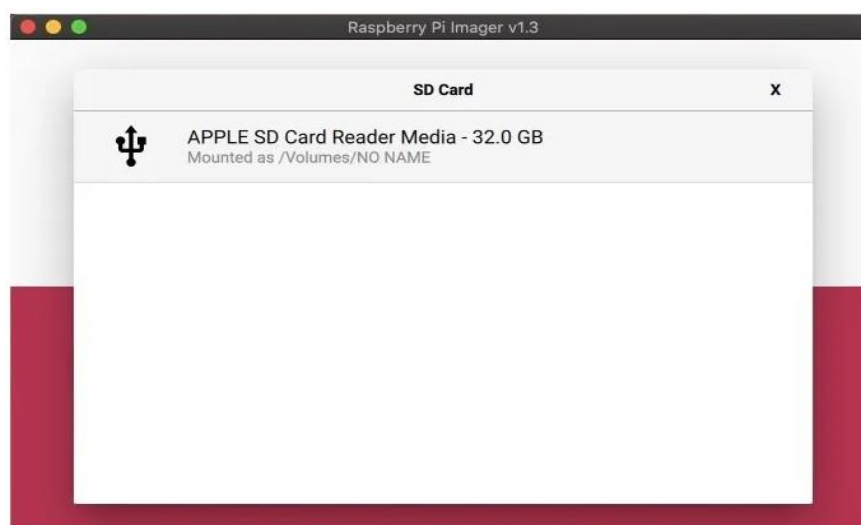 Raspberry Pi Imager v1.3
SD Card
X
APPLE SD Card Reader Media - 32.0 GB
Mounted as /Volumes/NO NAME